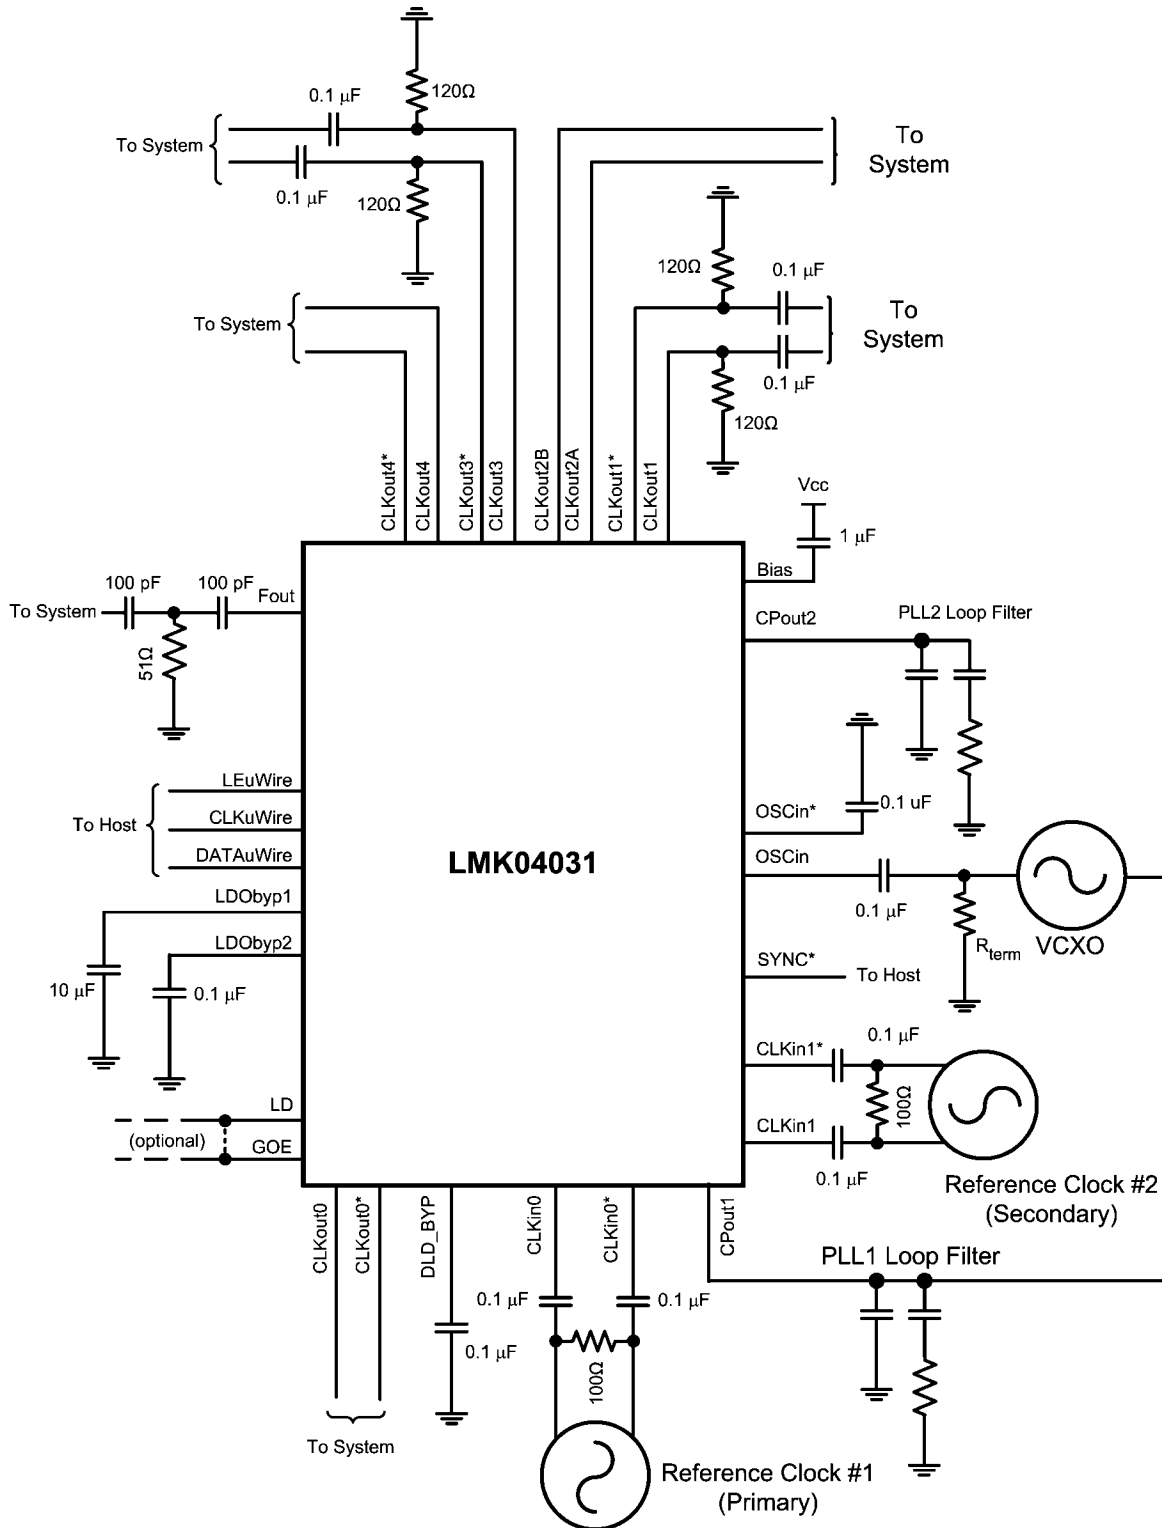 120Ω
0.1 µF
To System
0.1 µF
120Ω
To
System
120Ω
0.1 µF
To System
To
System
0.1 µF
120Ω
CLKout4*
CLKout4
CLKout3*
CLKout3
CLKout2B
CLKout2A
CLKout1*
CLKout1
Vcc
1 µF
Bias
100 pF
100 pF
Fout
To System
51Ω
CPout2
PLL2 Loop Filter
LEuWire
To Host
CLKuWire
DATAuWire
OSCin*
0.1 uF
LMK04031
OSCin
0.1 µF
Rterm
VCXO
LDObyp1
LDObyp2
10 µF
0.1 µF
SYNC*
To Host
0.1 µF
CLKin1*
100Ω
CLKin1
0.1 µF
LD
(optional)
GOE
Reference Clock #2
(Secondary)
CLKout0
CLKout0*
DLD_BYP
CLKin0
CLKin0*
CPout1
PLL1 Loop Filter
0.1 µF
0.1 µF
0.1 µF
100Ω
To System
Reference Clock #1
(Primary)